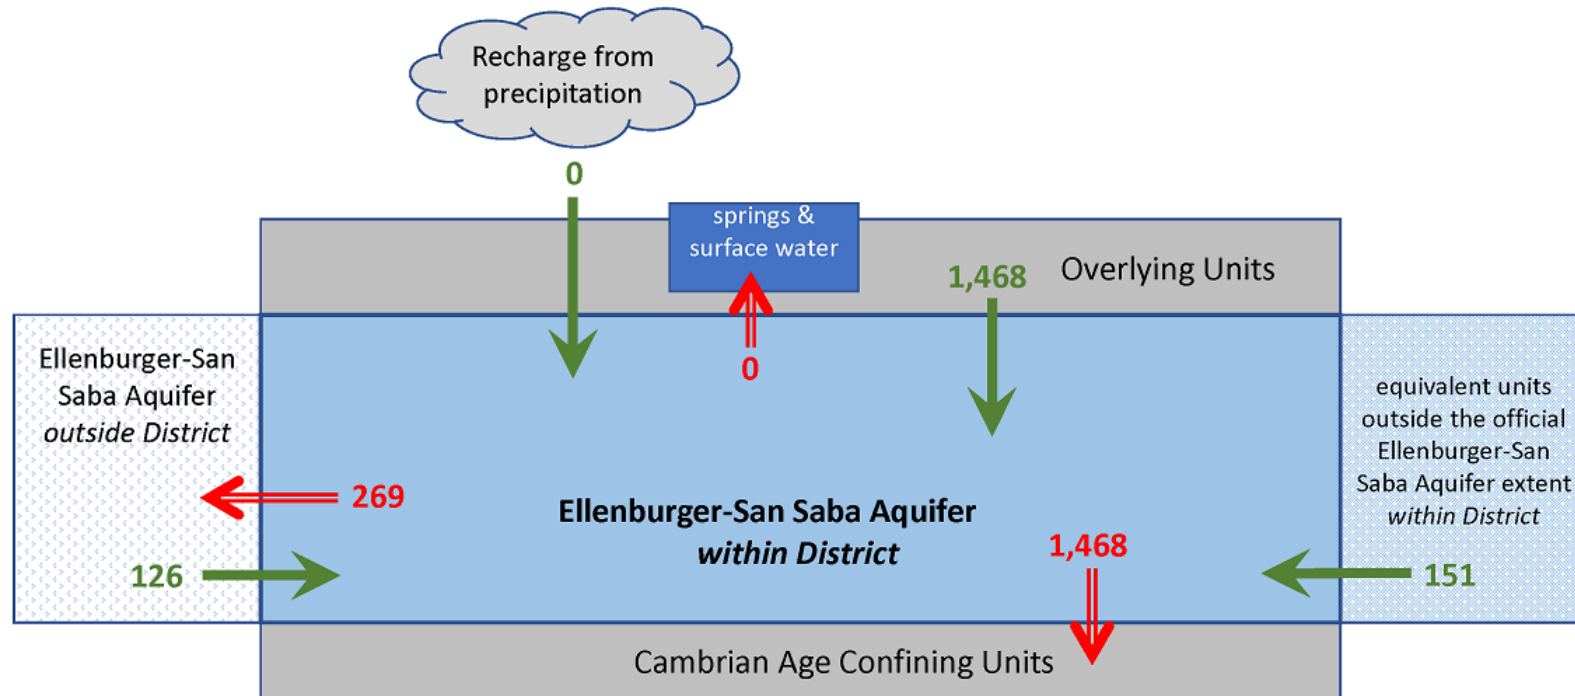 Recharge from
precipitation
0
springs &
surface water
1,468
Overlying Units
0
Ellenburger-San
Saba Aquifer
outside District
269
126
Ellenburger-San Saba Aquifer
within District
1,468
equivalent units
outside the official
Ellenburger-San
Saba Aquifer extent
within District
151
Cambrian Age Confining Units